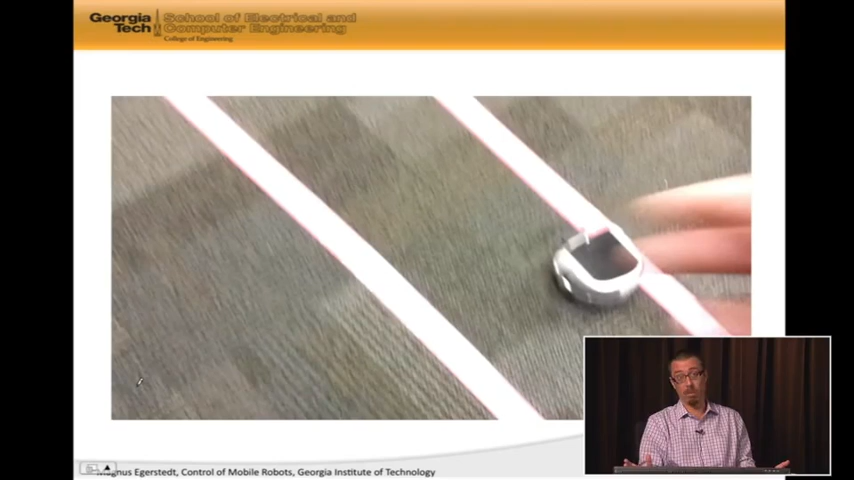 Georgia Tech
School of Electrical and
Computer Engineering
College of Engineering
Magnus Egerstedt, Control of Mobile Robots, Georgia Institute of Technology